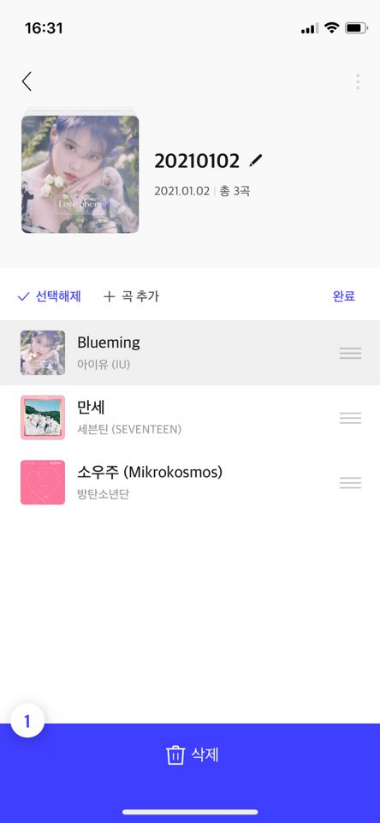 16:31
20210102
2021.01.02 | 총 3곡
Love poem
선택해제
곡 추가
완료
Blueming
아이유 (IU)
만세
세븐틴 (SEVENTEEN)
소우주 (Mikrokosmos)
방탄소년단
1
삭제